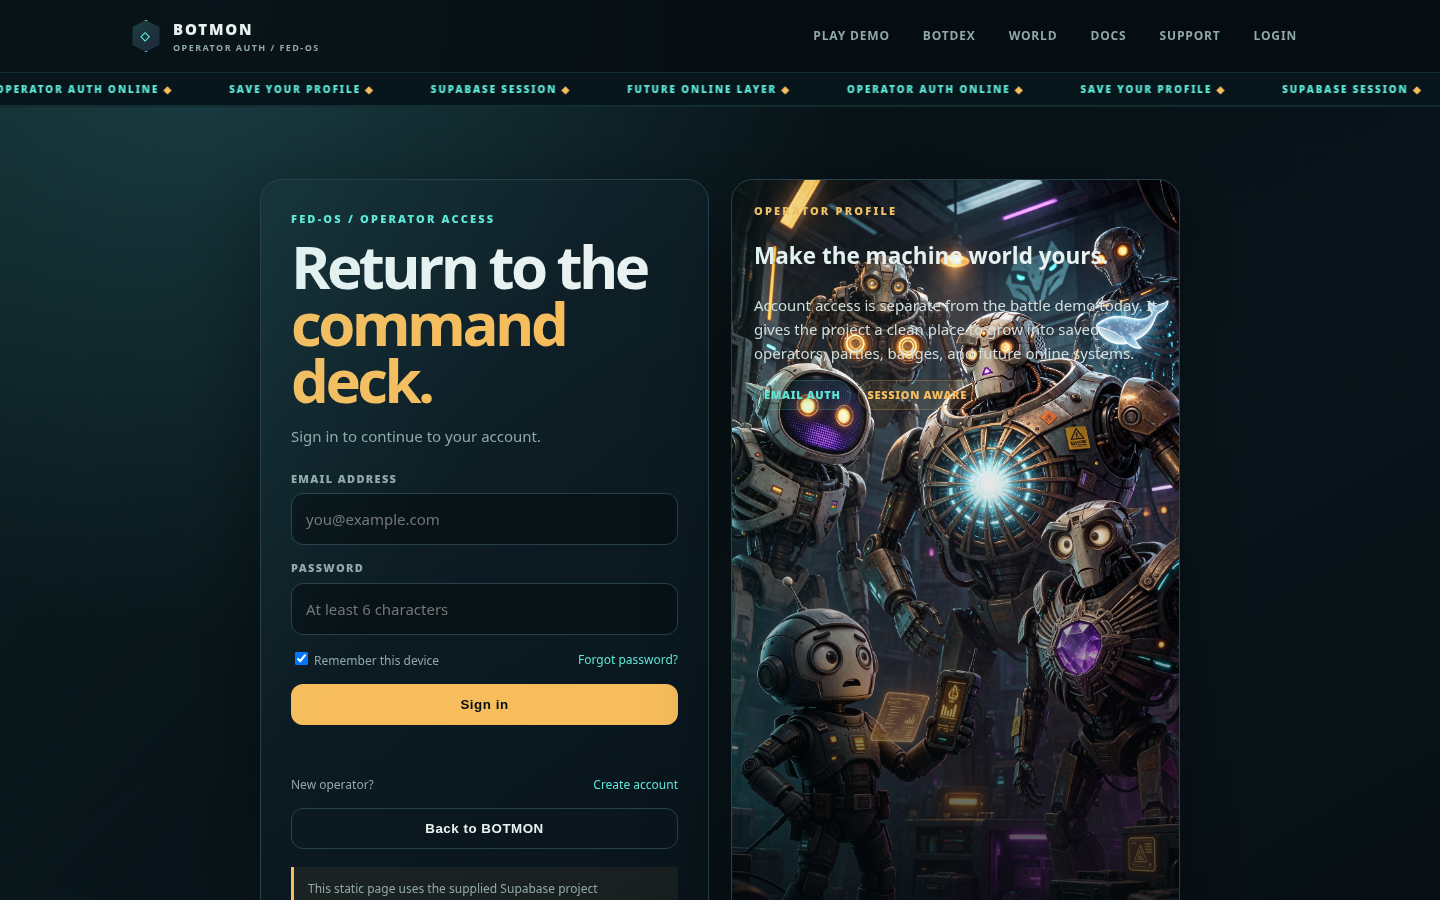 BOTMON
OPERATOR AUTH / FED-OS
PLAY DEMO
BOTDEX
WORLD
DOCS
SUPPORT
LOGIN
OPERATOR AUTH ONLINE ◆ SAVE YOUR PROFILE ◆ SUPABASE SESSION ◆ FUTURE ONLINE LAYER ◆ OPERATOR AUTH ONLINE ◆ SAVE YOUR PROFILE ◆ SUPABASE SESSION ◆
FED-OS / OPERATOR ACCESS
Return to the
command
deck.
Sign in to continue to your account.
EMAIL ADDRESS
you@example.com
PASSWORD
At least 6 characters
Remember this device
Forgot password?
Sign in
New operator?
Create account
Back to BOTMON
This static page uses the supplied Supabase project
OPERATOR PROFILE
Make the machine world yours.
Account access is separate from the battle demo today. It
gives the project a clean place to grow into saved
operators, parties, badges, and future online systems.
EMAIL AUTH
SESSION AWARE